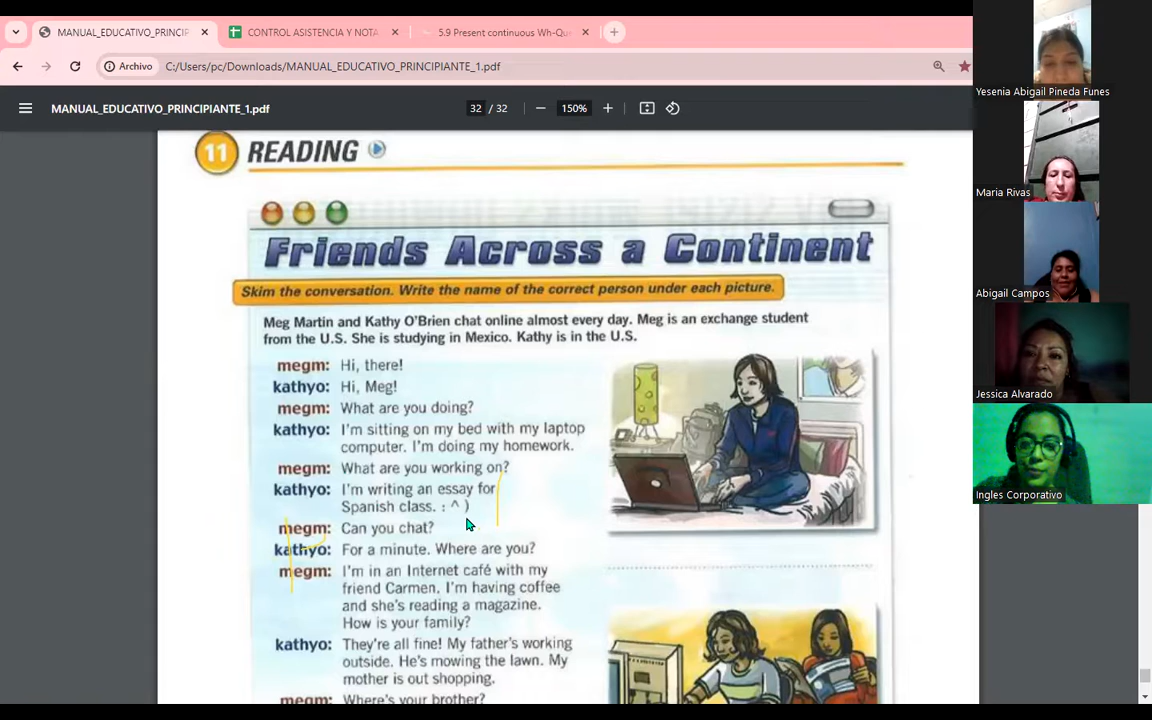 MANUAL_EDUCATIVO_PRINCIP
CONTROL ASISTENCIA Y NOTA
5.9 Present continuous Wh-Qu
Archivo
C:/Users/pc/Downloads/MANUAL_EDUCATIVO_PRINCIPIANTE_1.pdf
MANUAL_EDUCATIVO_PRINCIPIANTE_1.pdf
32 / 32
150%
11 READING
Friends Across a Continent
Skim the conversation. Write the name of the correct person under each picture.
Meg Martin and Kathy O'Brien chat online almost every day. Meg is an exchange student
from the U.S. She is studying in Mexico. Kathy is in the U.S.
megm: Hi, there!
kathyo: Hi, Meg!
megm: What are you doing?
kathyo: I'm sitting on my bed with my laptop
computer. I'm doing my homework.
megm: What are you working on?
kathyo: I'm writing an essay for
Spanish class. : ^ )
megm: Can you chat?
kathyo: For a minute. Where are you?
megm: I'm in an Internet café with my
friend Carmen. I'm having coffee
and she's reading a magazine.
How is your family?
kathyo: They're all fine! My father's working
outside. He's mowing the lawn. My
mother is out shopping.
megm: Where's your brother?
Yesenia Abigail Pineda Funes
Maria Rivas
Abigail Campos
Jessica Alvarado
Ingles Corporativo